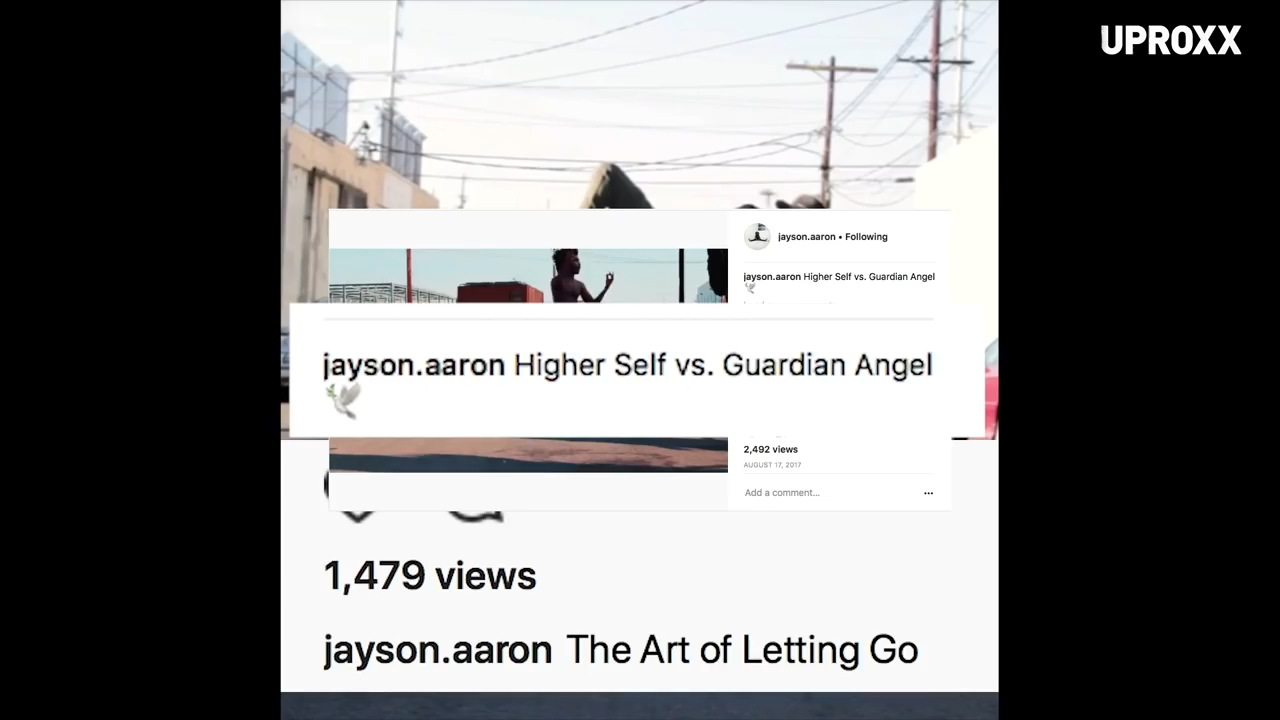 UPROXX
jayson.aaron • Following
jayson.aaron Higher Self vs. Guardian Angel
🕊
jayson.aaron Higher Self vs. Guardian Angel
🕊
2,492 views
AUGUST 17, 2017
Add a comment...
1,479 views
jayson.aaron The Art of Letting Go